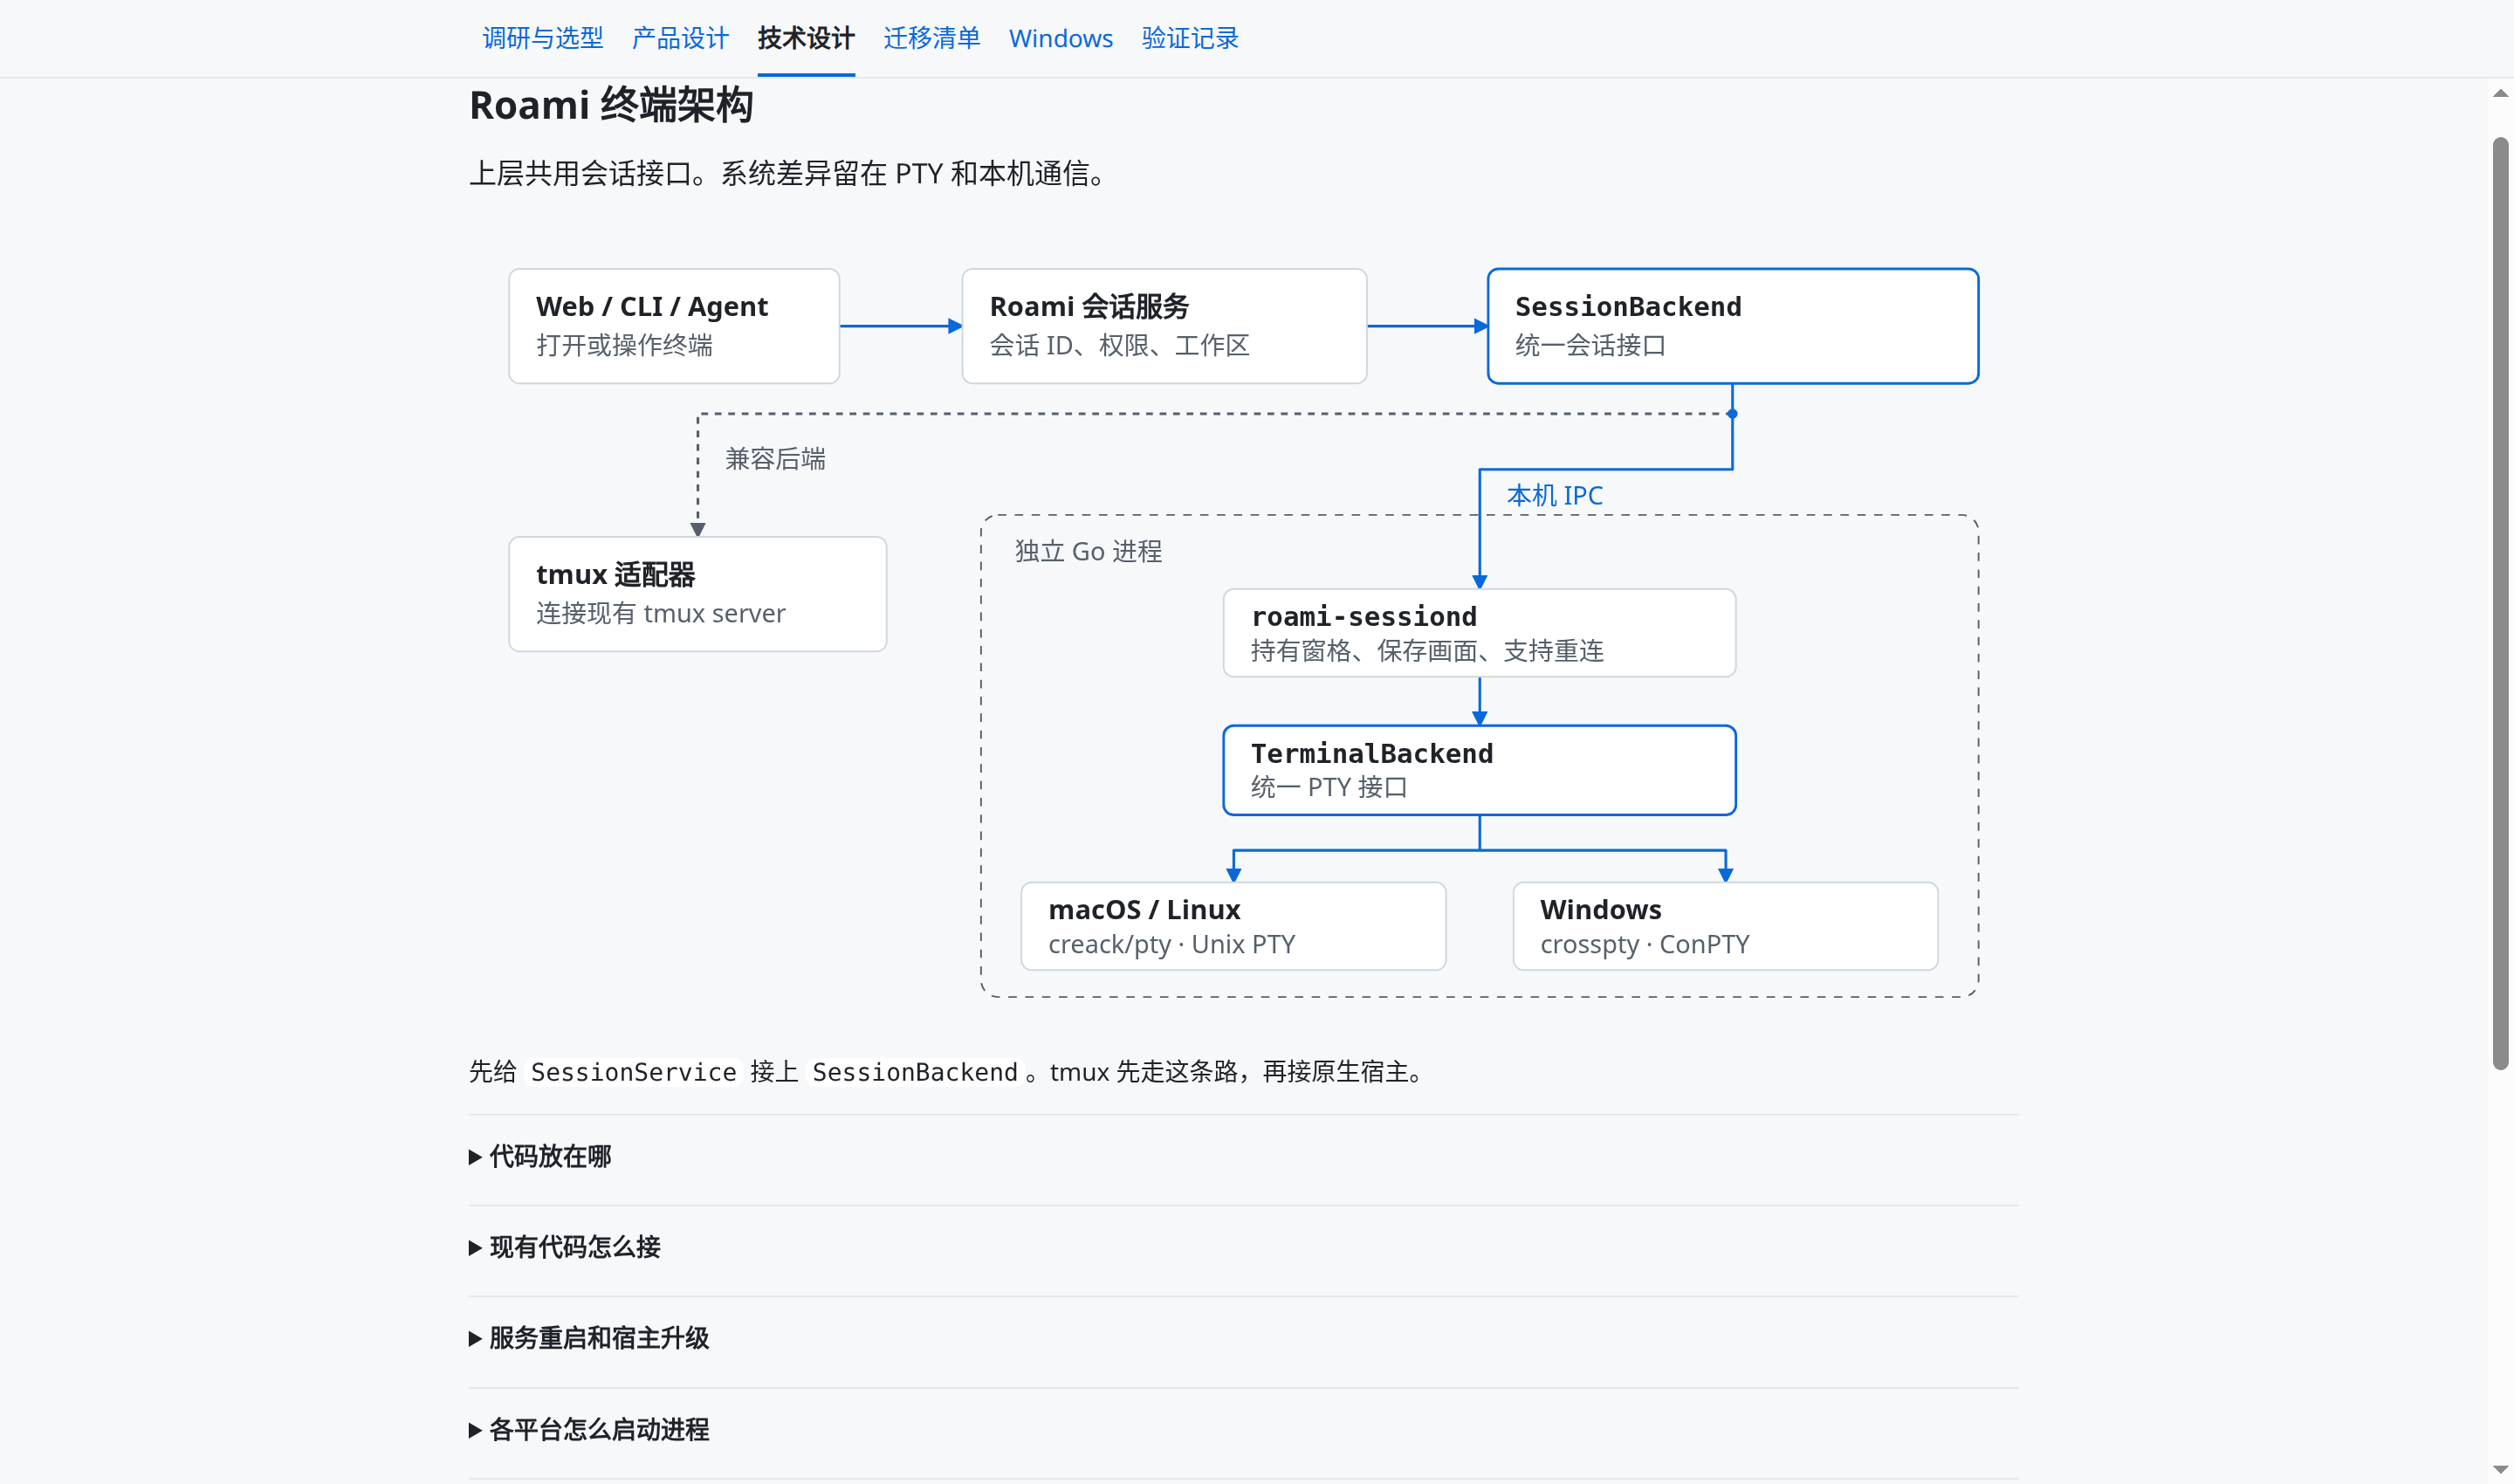 调研与选型 产品设计 技术设计 迁移清单 Windows 验证记录
Roami 终端架构
上层共用会话接口。系统差异留在 PTY 和本机通信。
Web / CLI / Agent
打开或操作终端
Roami 会话服务
会话 ID、权限、工作区
SessionBackend
统一会话接口
兼容后端
本机 IPC
tmux 适配器
连接现有 tmux server
独立 Go 进程
roami-sessiond
持有窗格、保存画面、支持重连
TerminalBackend
统一 PTY 接口
macOS / Linux
creack/pty · Unix PTY
Windows
crosspty · ConPTY
先给 SessionService 接上 SessionBackend。tmux 先走这条路，再接原生宿主。
代码放在哪
现有代码怎么接
服务重启和宿主升级
各平台怎么启动进程